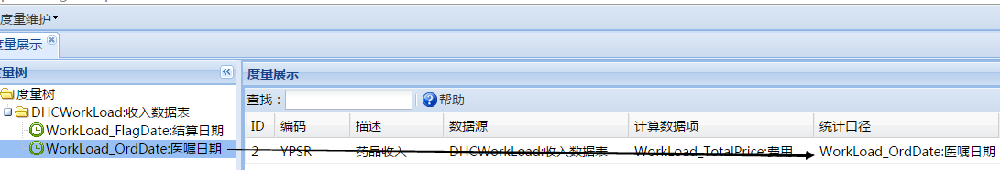 度量维护
度量展示
度量树
度量展示
度量树
查找：
帮助
DHCWorkLoad:收入数据表
ID 编码 描述 数据源 计算数据项 统计口径
WorkLoad_FlagDate:结算日期
WorkLoad_OrdDate:医嘱日期
2 YPSR 药品收入 DHCWorkLoad:收入数据表 WorkLoad_TotalPrice:费用 WorkLoad_OrdDate:医嘱日期